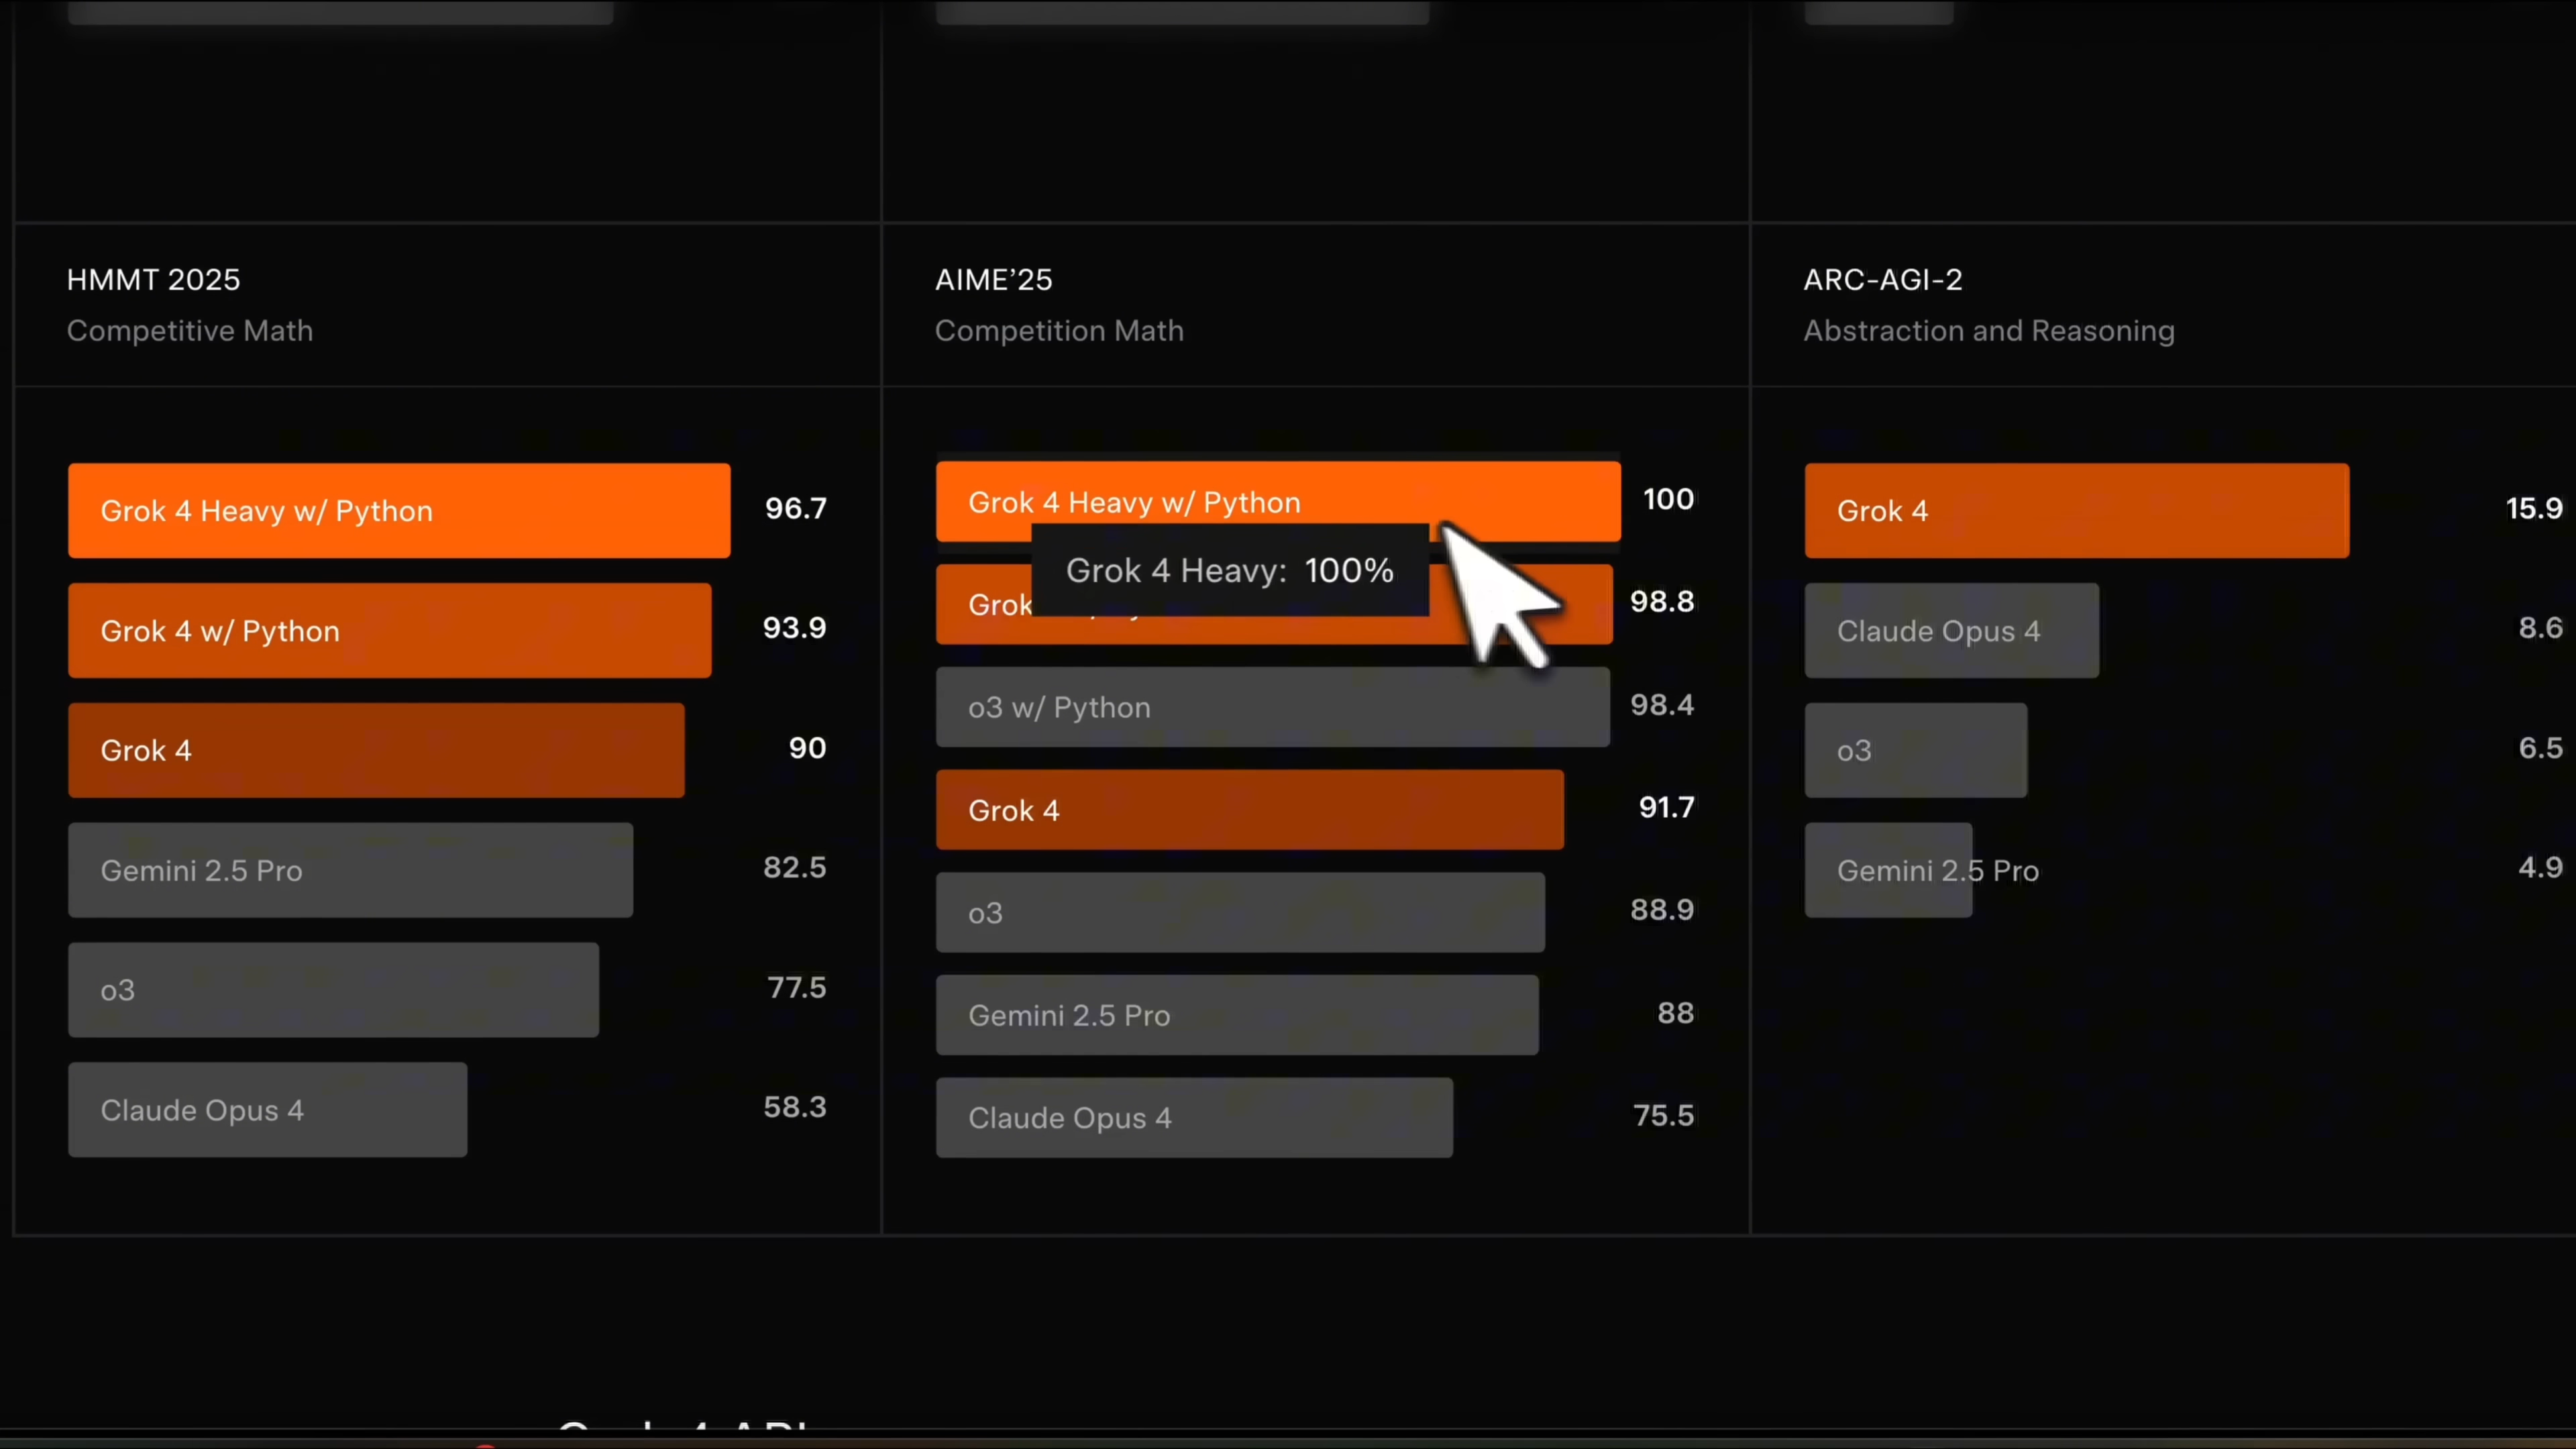 HMMT 2025
Competitive Math
Grok 4 Heavy w/ Python 96.7
Grok 4 w/ Python 93.9
Grok 4 90
Gemini 2.5 Pro 82.5
o3 77.5
Claude Opus 4 58.3
AIME’25
Competition Math
Grok 4 Heavy w/ Python 100
Grok 4 Heavy: 100%
Grok 98.8
o3 w/ Python 98.4
Grok 4 91.7
o3 88.9
Gemini 2.5 Pro 88
Claude Opus 4 75.5
ARC-AGI-2
Abstraction and Reasoning
Grok 4 15.9
Claude Opus 4 8.6
o3 6.5
Gemini 2.5 Pro 4.9
Grok 4 API